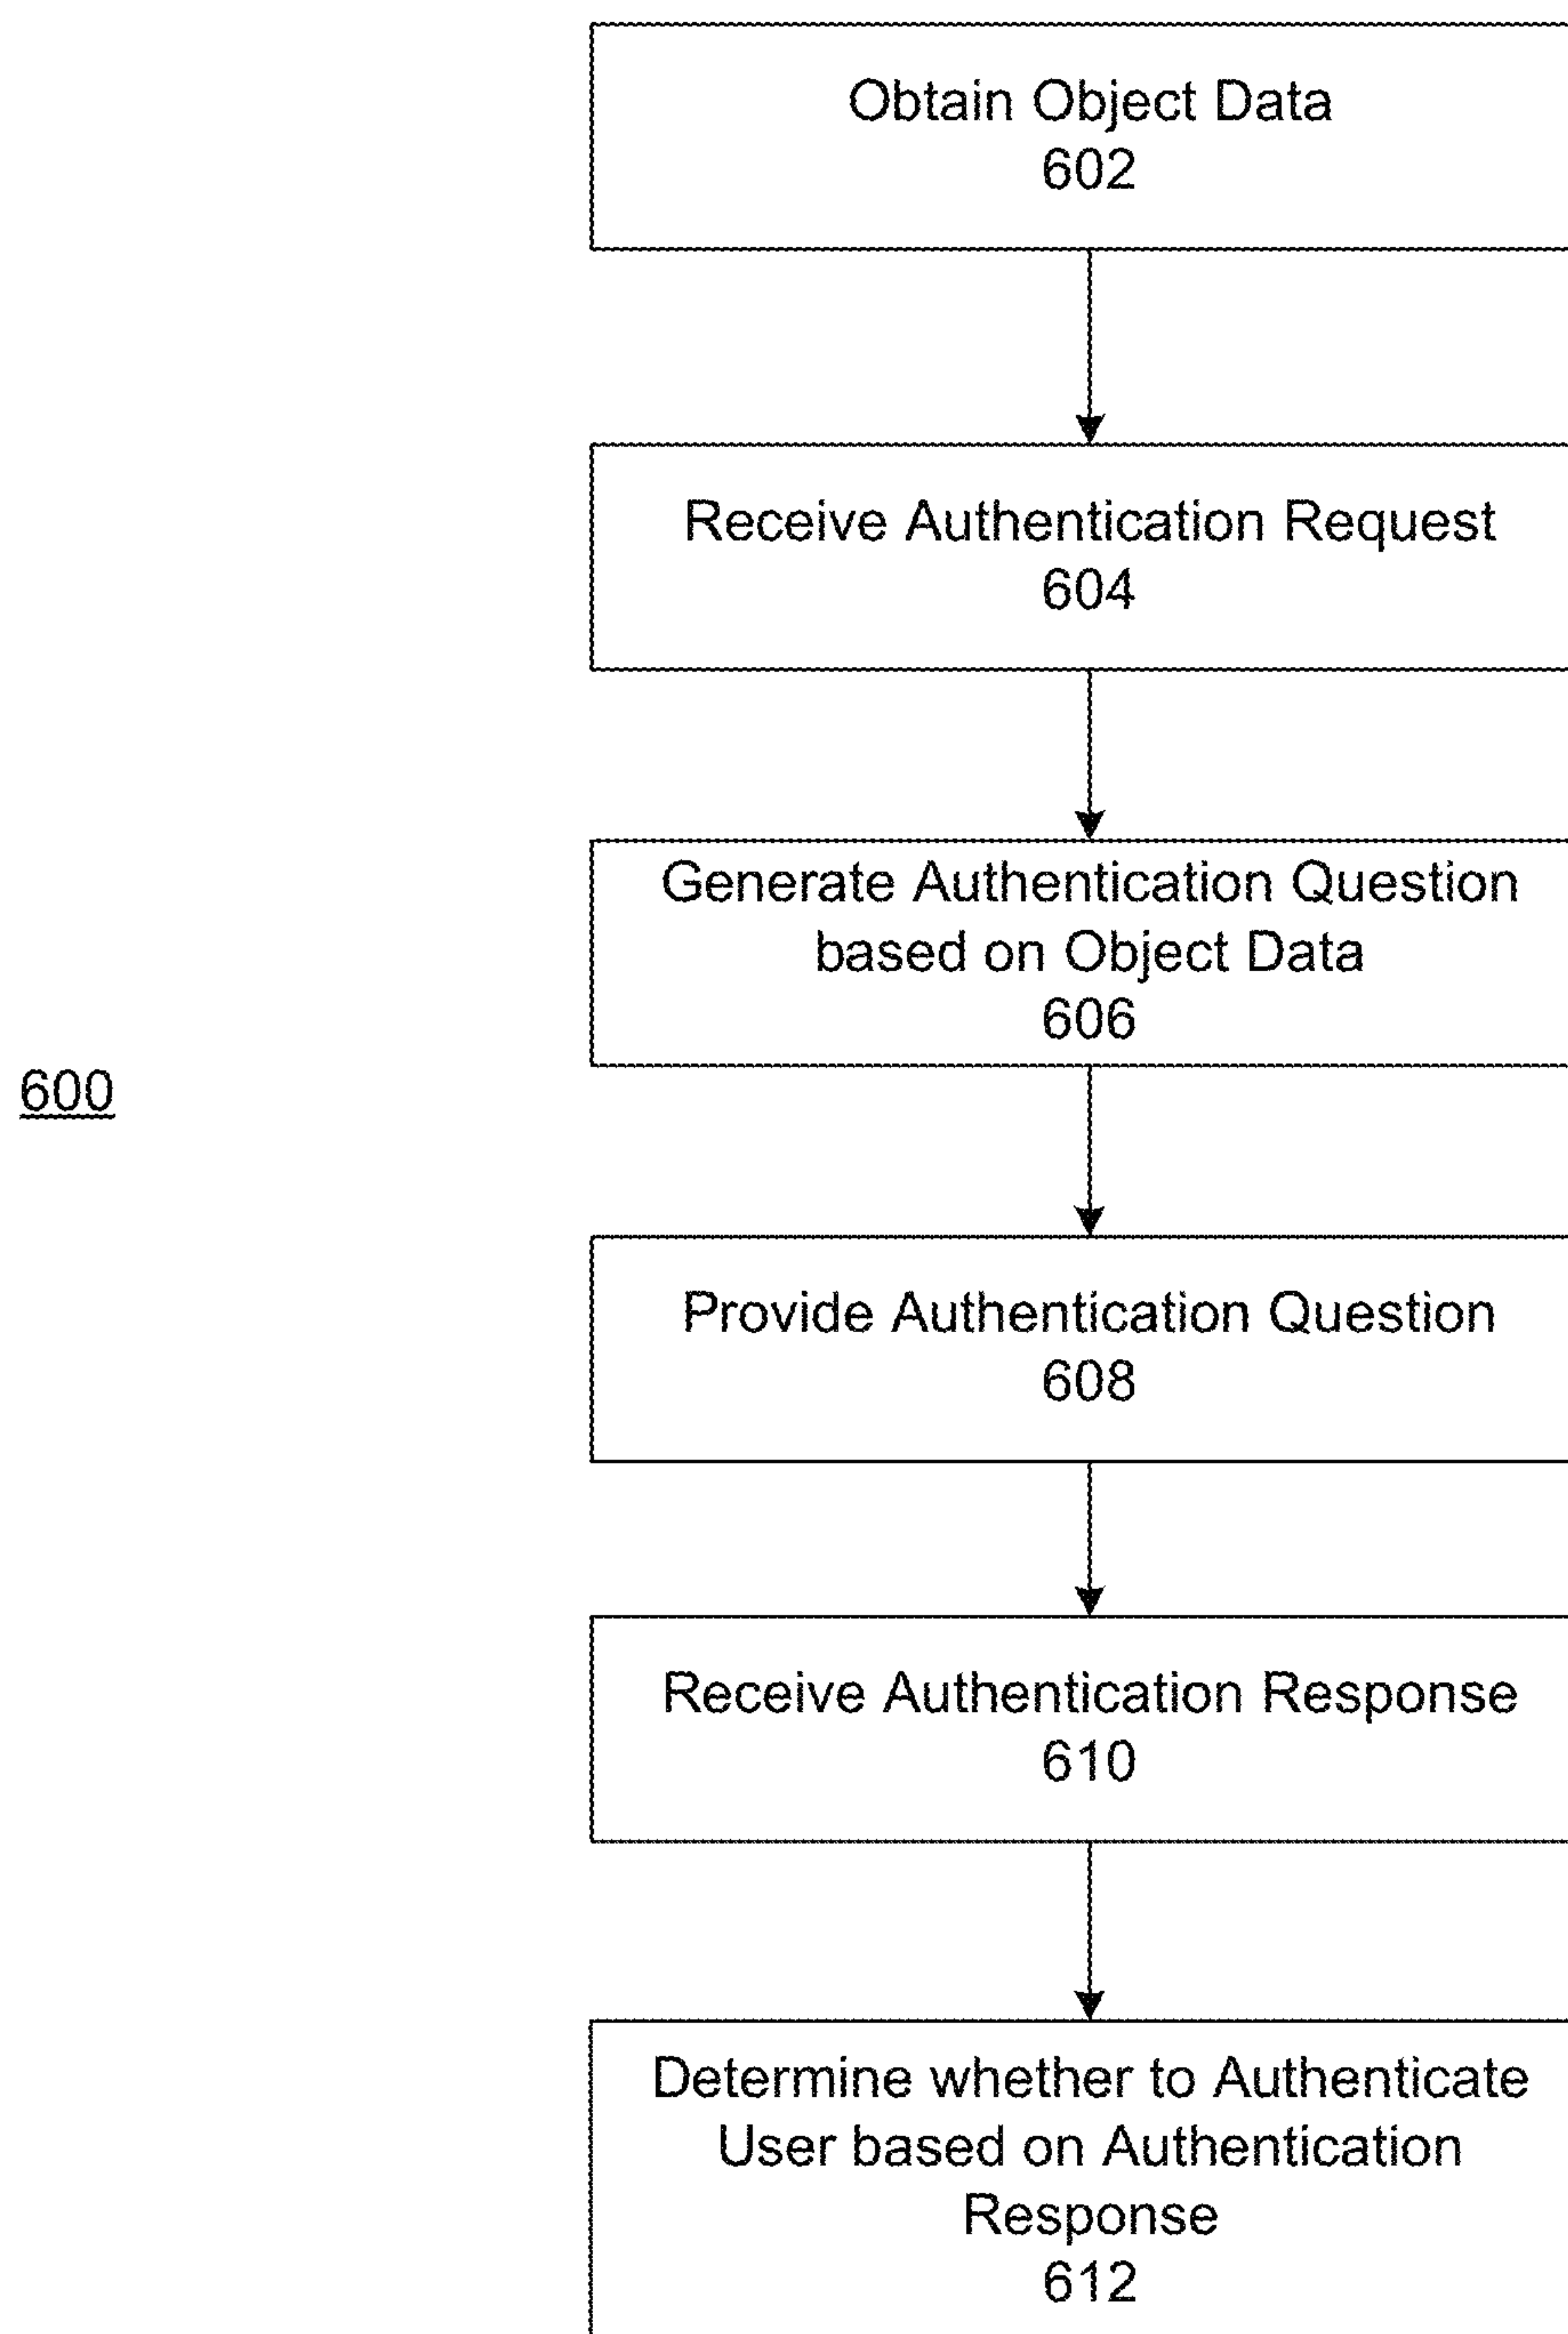 Obtain Object Data
602
Receive Authentication Request
604
Generate Authentication Question
based on Object Data
606
600
Provide Authentication Question
608
Receive Authentication Response
610
Determine whether to Authenticate
User based on Authentication
Response
612